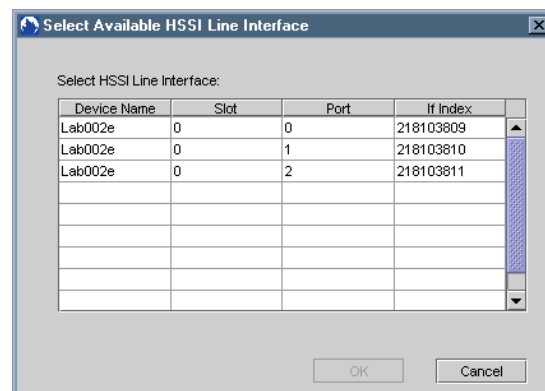 Select Available HSSI Line Interface
Select HSSI Line Interface:
Device Name Slot Port If Index
Lab002e 0 0 218103809
Lab002e 0 1 218103810
Lab002e 0 2 218103811
OK Cancel